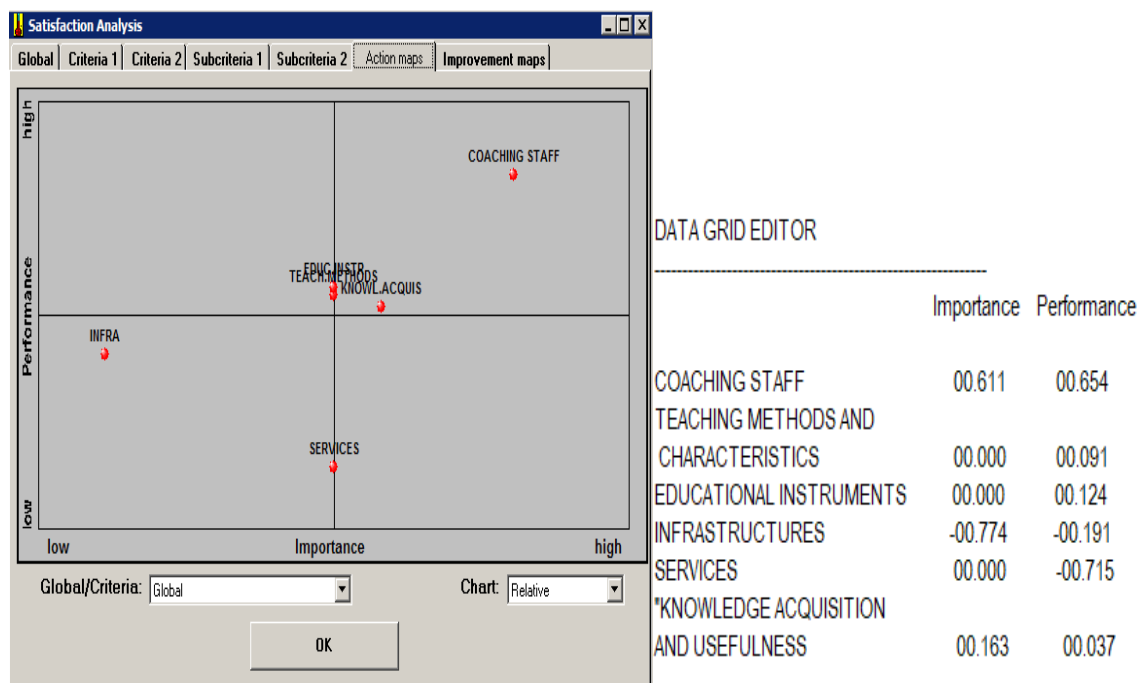 Satisfaction Analysis
Global Criteria 1 Criteria 2 Subcriteria 1 Subcriteria 2 Action maps Improvement maps
high
COACHING STAFF
EDUC.INSTR
TEACH.METHODS
KNOWL.ACQUIS
Performance
INFRA
SERVICES
low
low Importance high
Global/Criteria: Global Chart: Relative
OK
DATA GRID EDITOR
------------------------------------------------------------
Importance Performance
COACHING STAFF 00.611 00.654
TEACHING METHODS AND
CHARACTERISTICS 00.000 00.091
EDUCATIONAL INSTRUMENTS 00.000 00.124
INFRASTRUCTURES -00.774 -00.191
SERVICES 00.000 -00.715
"KNOWLEDGE ACQUISITION
AND USEFULNESS 00.163 00.037